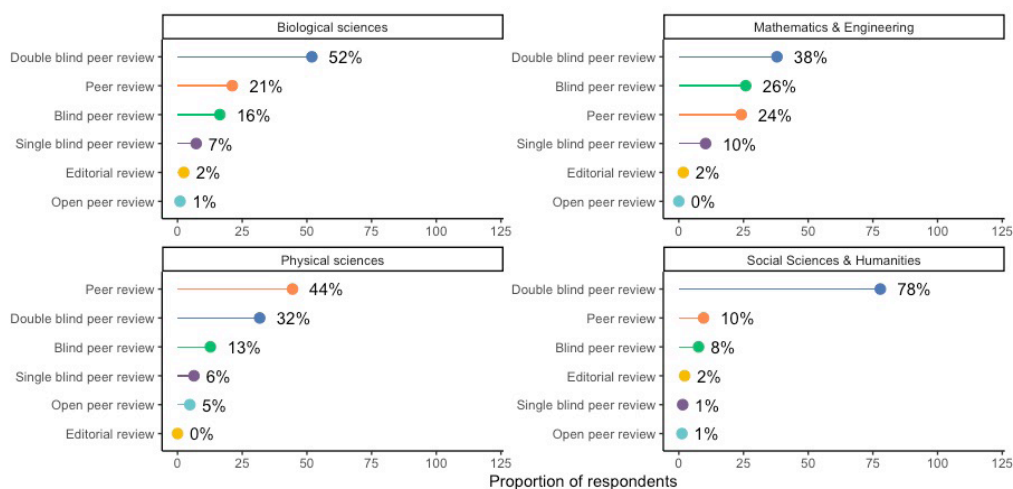 Biological sciences
Double blind peer review 52%
Peer review 21%
Blind peer review 16%
Single blind peer review 7%
Editorial review 2%
Open peer review 1%
0 25 50 75 100 125
Mathematics & Engineering
Double blind peer review 38%
Blind peer review 26%
Peer review 24%
Single blind peer review 10%
Editorial review 2%
Open peer review 0%
0 25 50 75 100 125
Physical sciences
Peer review 44%
Double blind peer review 32%
Blind peer review 13%
Single blind peer review 6%
Open peer review 5%
Editorial review 0%
0 25 50 75 100 125
Social Sciences & Humanities
Double blind peer review 78%
Peer review 10%
Blind peer review 8%
Editorial review 2%
Single blind peer review 1%
Open peer review 1%
0 25 50 75 100 125
Proportion of respondents